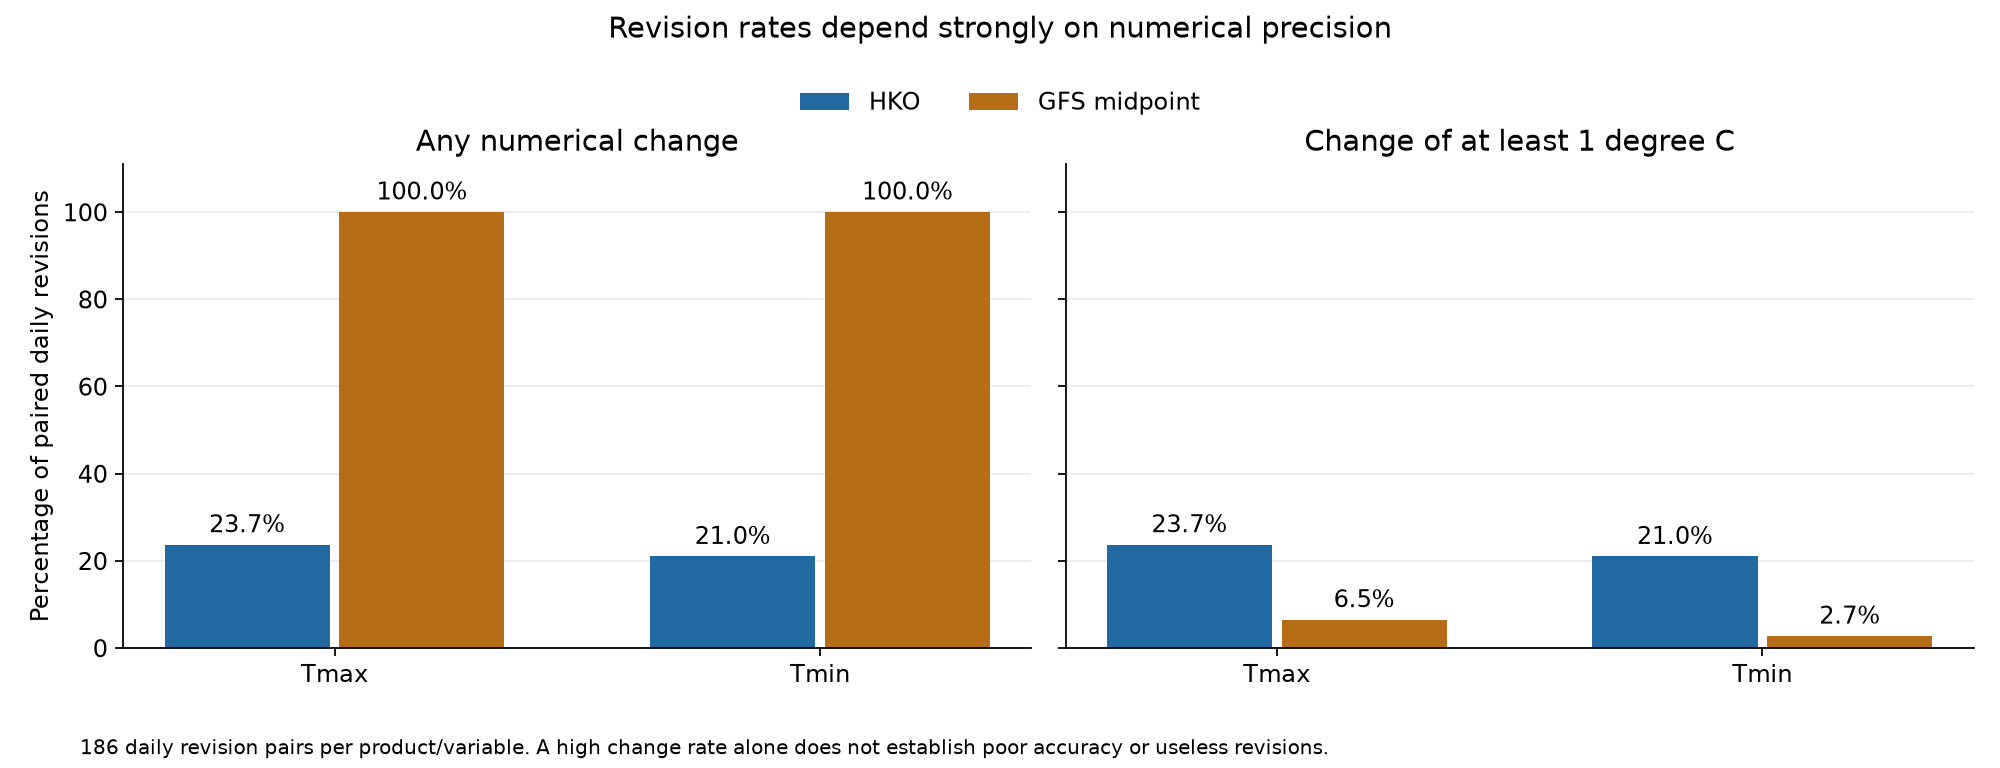 Revision rates depend strongly on numerical precision
HKO
GFS midpoint
Any numerical change
Percentage of paired daily revisions
100
80
60
40
20
0
23.7%
100.0%
21.0%
100.0%
Tmax
Tmin
Change of at least 1 degree C
23.7%
6.5%
21.0%
2.7%
Tmax
Tmin
186 daily revision pairs per product/variable. A high change rate alone does not establish poor accuracy or useless revisions.